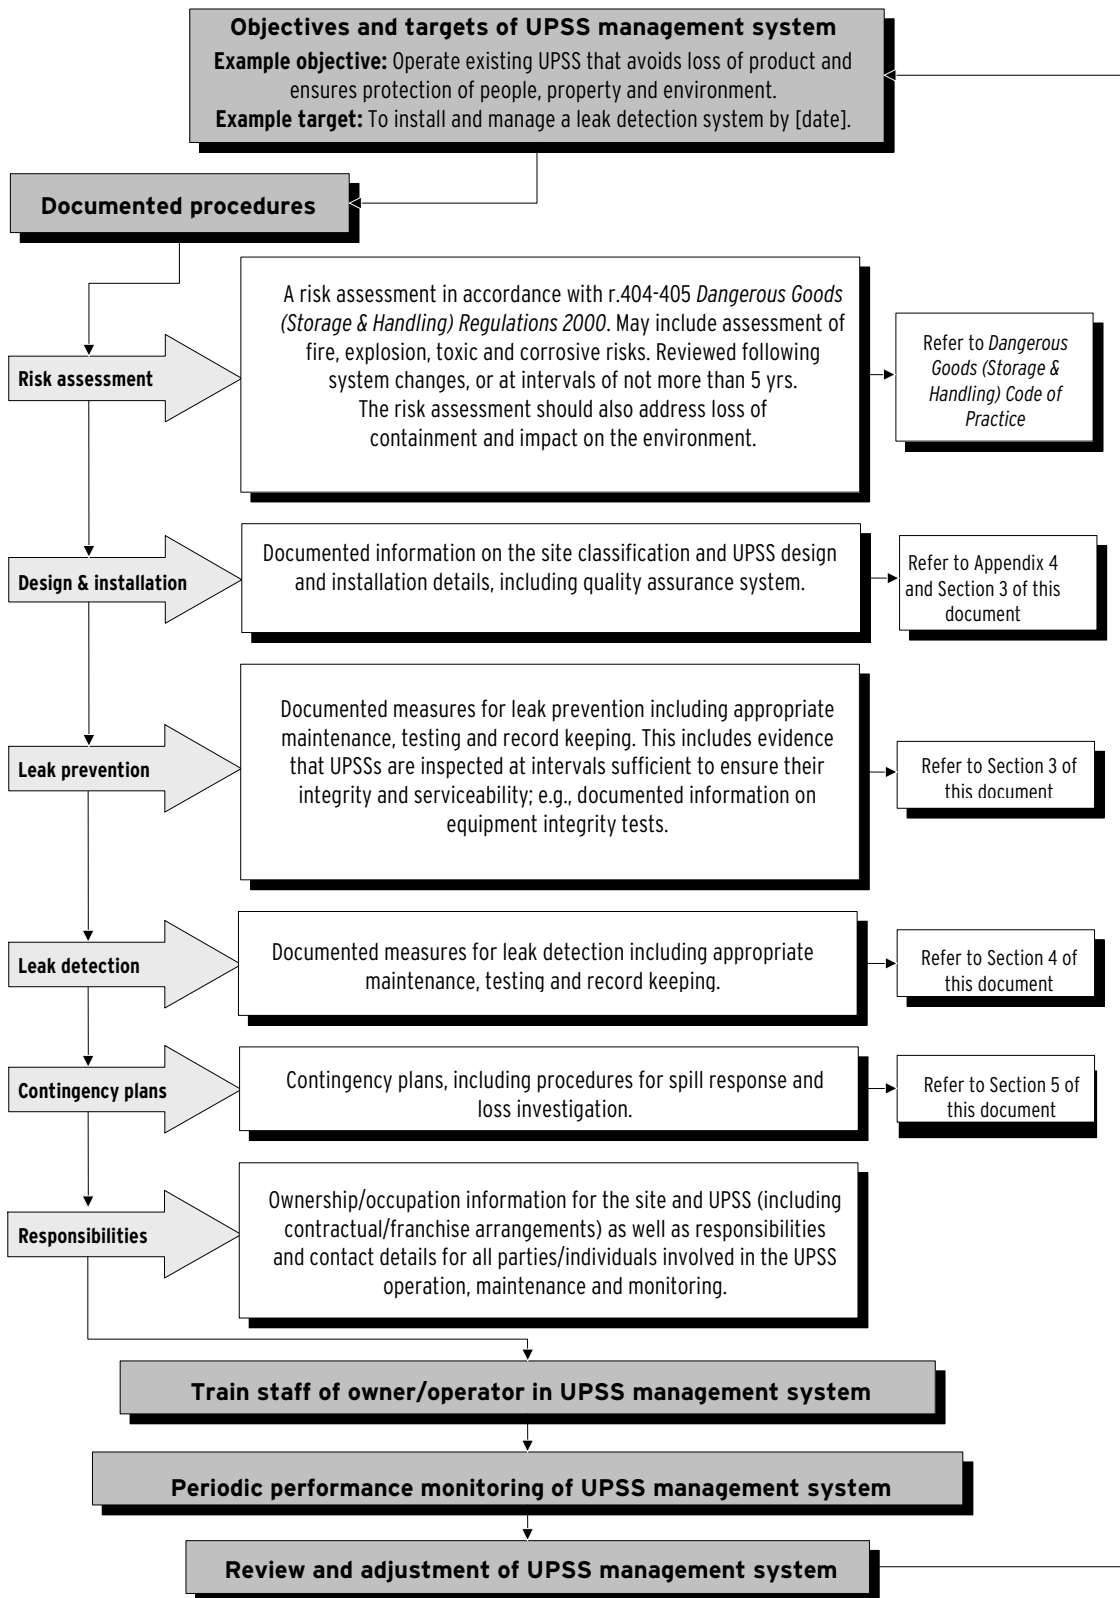 Objectives and targets of UPSS management system
Example objective: Operate existing UPSS that avoids loss of product and
ensures protection of people, property and environment.
Example target: To install and manage a leak detection system by [date].
Documented procedures
Risk assessment
A risk assessment in accordance with r.404-405 Dangerous Goods
(Storage & Handling) Regulations 2000. May include assessment of
fire, explosion, toxic and corrosive risks. Reviewed following
system changes, or at intervals of not more than 5 yrs.
The risk assessment should also address loss of
containment and impact on the environment.
Refer to Dangerous
Goods (Storage &
Handling) Code of
Practice
Design & installation
Documented information on the site classification and UPSS design
and installation details, including quality assurance system.
Refer to Appendix 4
and Section 3 of this
document
Leak prevention
Documented measures for leak prevention including appropriate
maintenance, testing and record keeping. This includes evidence
that UPSSs are inspected at intervals sufficient to ensure their
integrity and serviceability; e.g., documented information on
equipment integrity tests.
Refer to Section 3 of
this document
Leak detection
Documented measures for leak detection including appropriate
maintenance, testing and record keeping.
Refer to Section 4 of
this document
Contingency plans
Contingency plans, including procedures for spill response and
loss investigation.
Refer to Section 5 of
this document
Responsibilities
Ownership/occupation information for the site and UPSS (including
contractual/franchise arrangements) as well as responsibilities
and contact details for all parties/individuals involved in the UPSS
operation, maintenance and monitoring.
Train staff of owner/operator in UPSS management system
Periodic performance monitoring of UPSS management system
Review and adjustment of UPSS management system